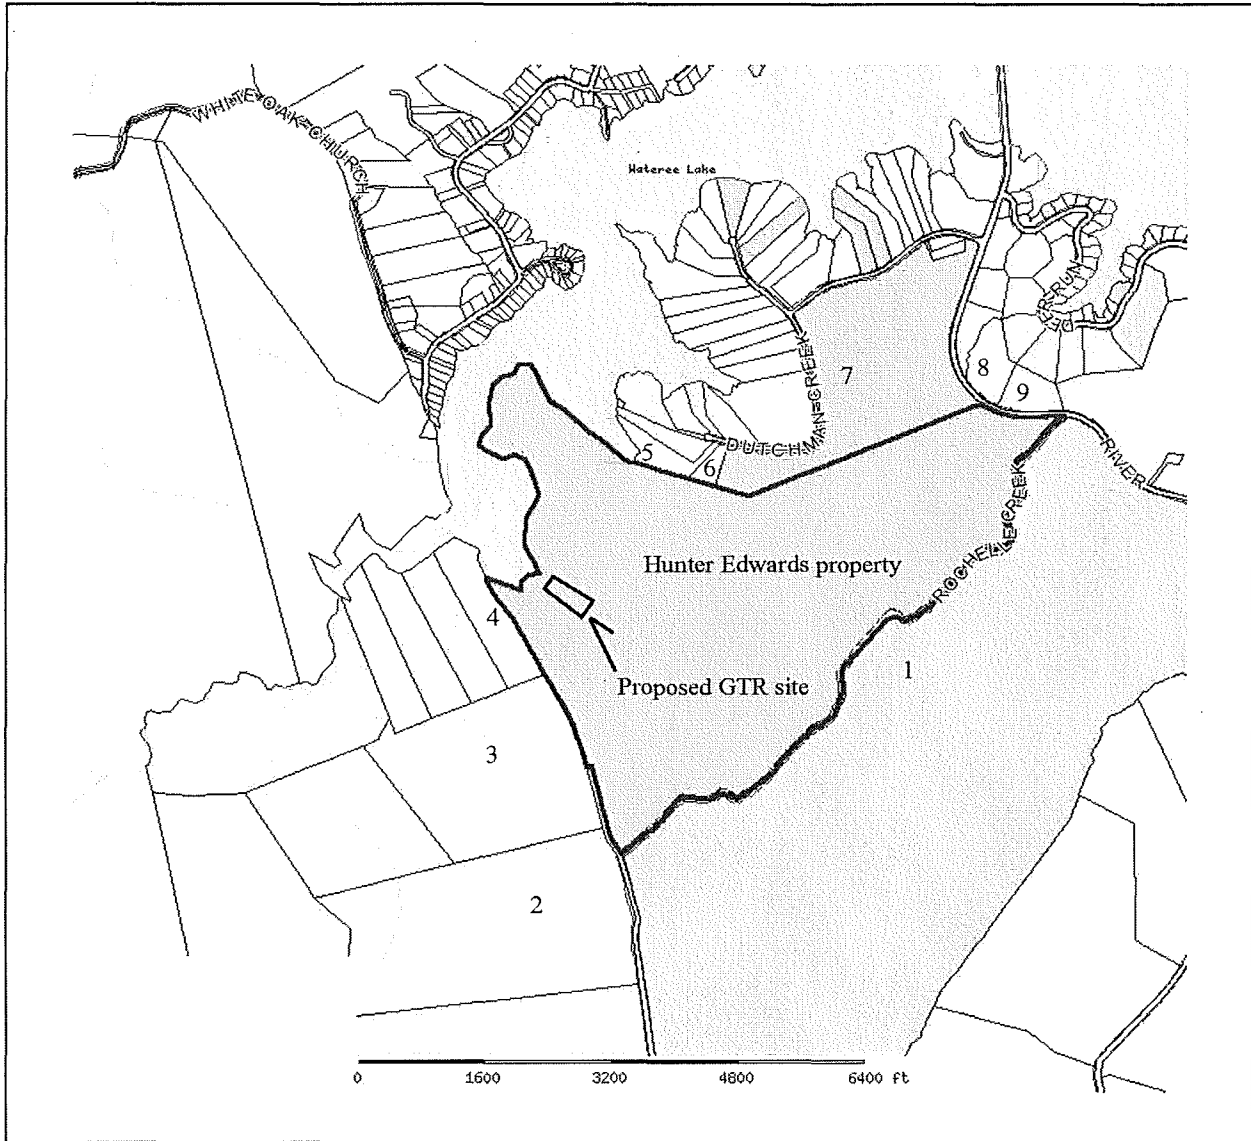 WHITE OAK CHURCH
Wateree Lake
DEER RUN
DUTCHMAN CREEK
7
8
9
5
6
RIVER
Hunter Edwards property
ROCHELLE CREEK
4
1
Proposed GTR site
3
2
0 1600 3200 4800 6400 ft